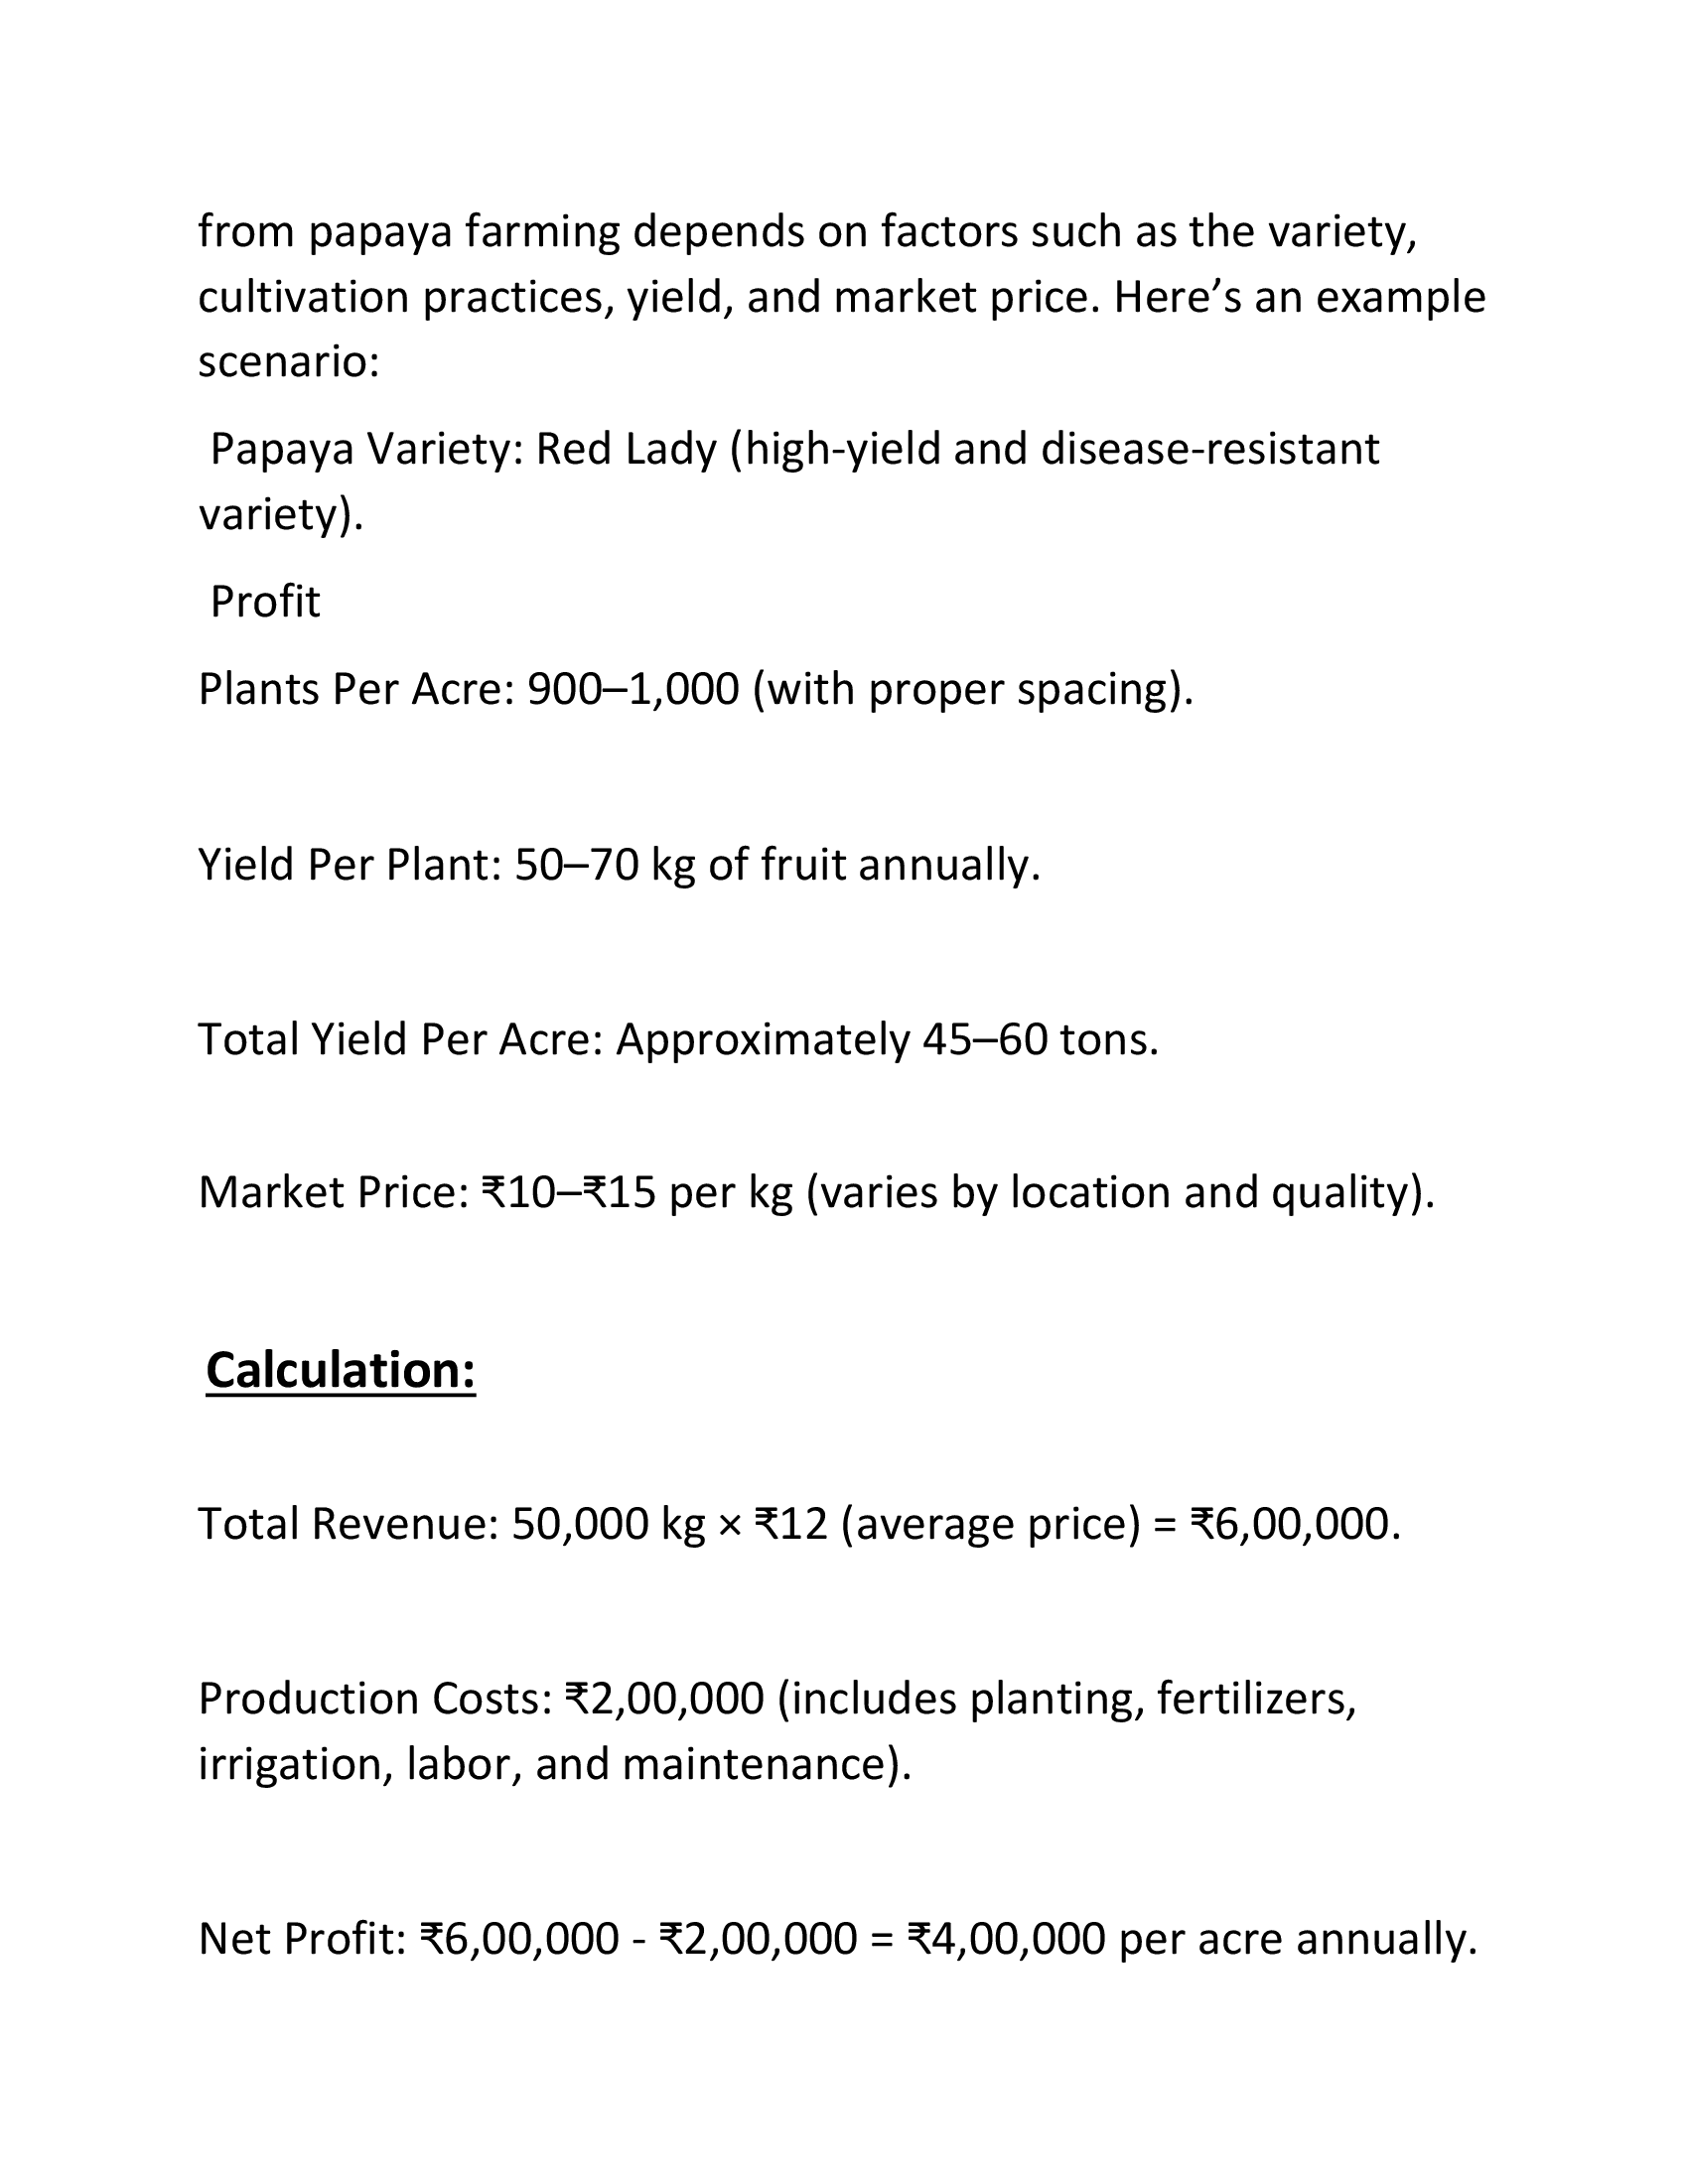 from papaya farming depends on factors such as the variety,
cultivation practices, yield, and market price. Here’s an example
scenario:
Papaya Variety: Red Lady (high-yield and disease-resistant
variety).
Profit
Plants Per Acre: 900–1,000 (with proper spacing).
Yield Per Plant: 50–70 kg of fruit annually.
Total Yield Per Acre: Approximately 45–60 tons.
Market Price: ₹10–₹15 per kg (varies by location and quality).
Calculation:
Total Revenue: 50,000 kg × ₹12 (average price) = ₹6,00,000.
Production Costs: ₹2,00,000 (includes planting, fertilizers,
irrigation, labor, and maintenance).
Net Profit: ₹6,00,000 - ₹2,00,000 = ₹4,00,000 per acre annually.